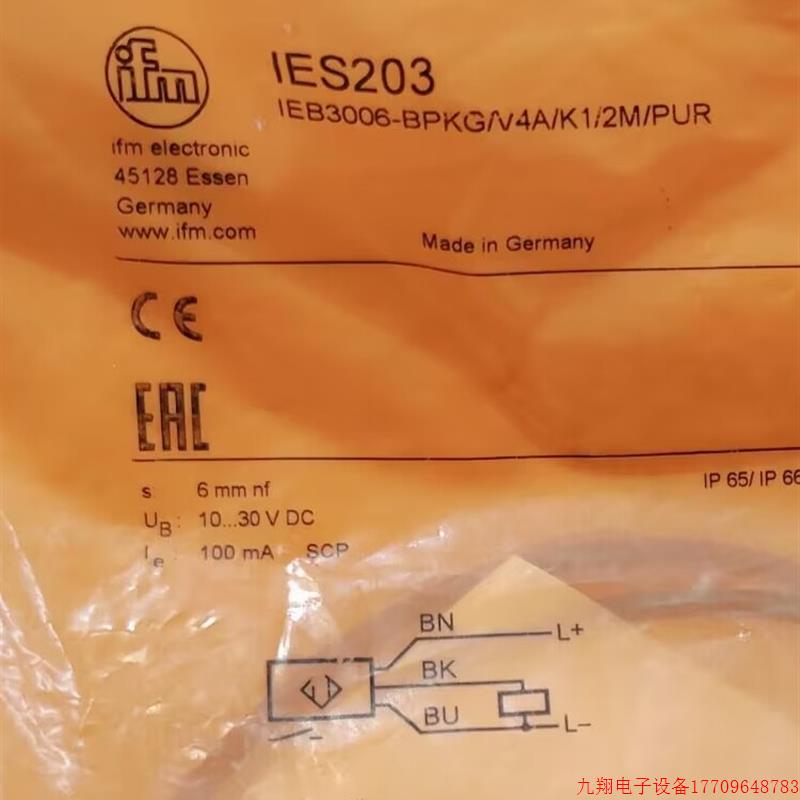 ifm
IES203
IEB3006-BPKG/V4A/K1/2M/PUR
ifm electronic
45128 Essen
Germany
www.ifm.com
Made in Germany
CE
EAC
s: 6 mm nf
IP 65/ IP 66
UB: 10...30 V DC
Ie: 100 mA SCP
BN
L+
BK
BU
L-
九翔电子设备17709648783